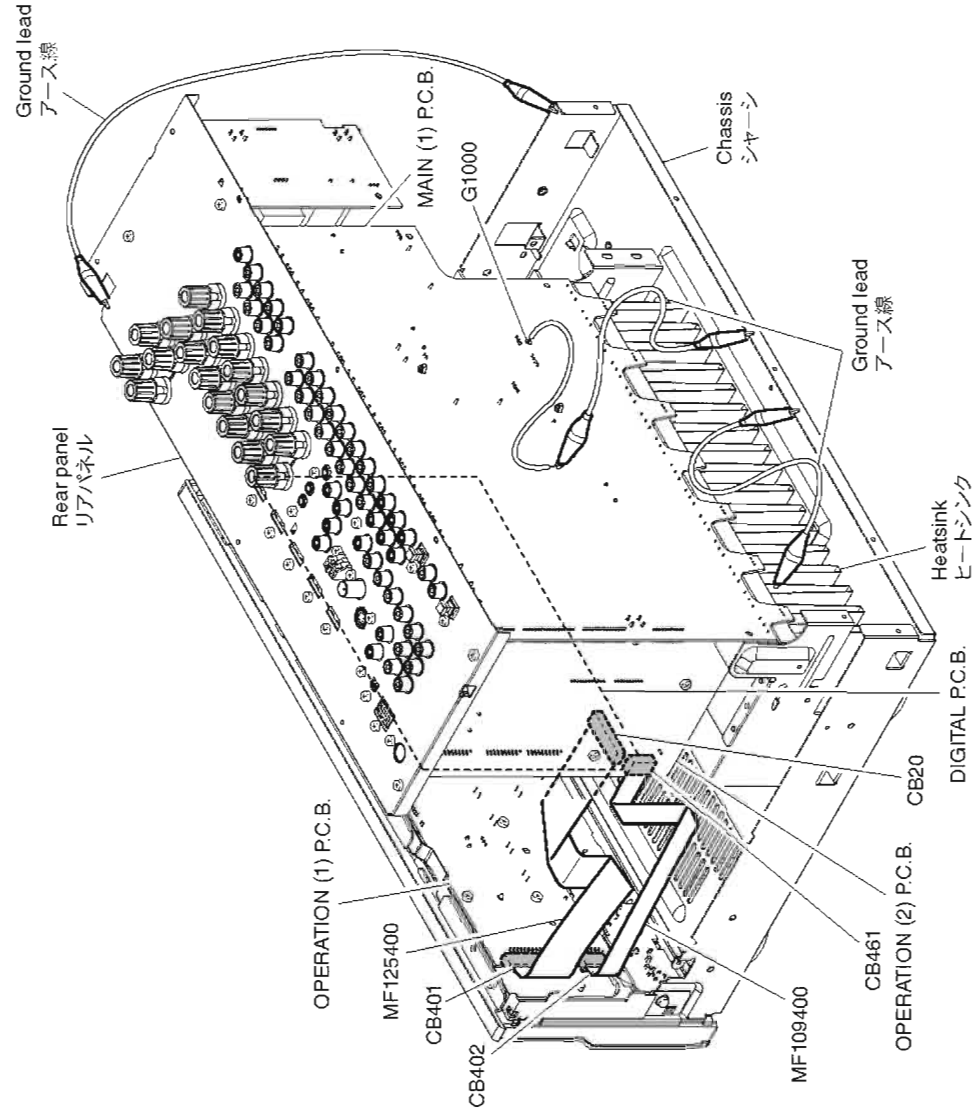 Ground lead
アース線
Rear panel
リアパネル
MAIN (1) P.C.B.
G1000
Chassis
シャーシ
OPERATION (1) P.C.B.
MF125400
CB401
CB402
Ground lead
アース線
Heatsink
ヒートシンク
DIGITAL P.C.B.
CB20
CB461
OPERATION (2) P.C.B.
MF109400